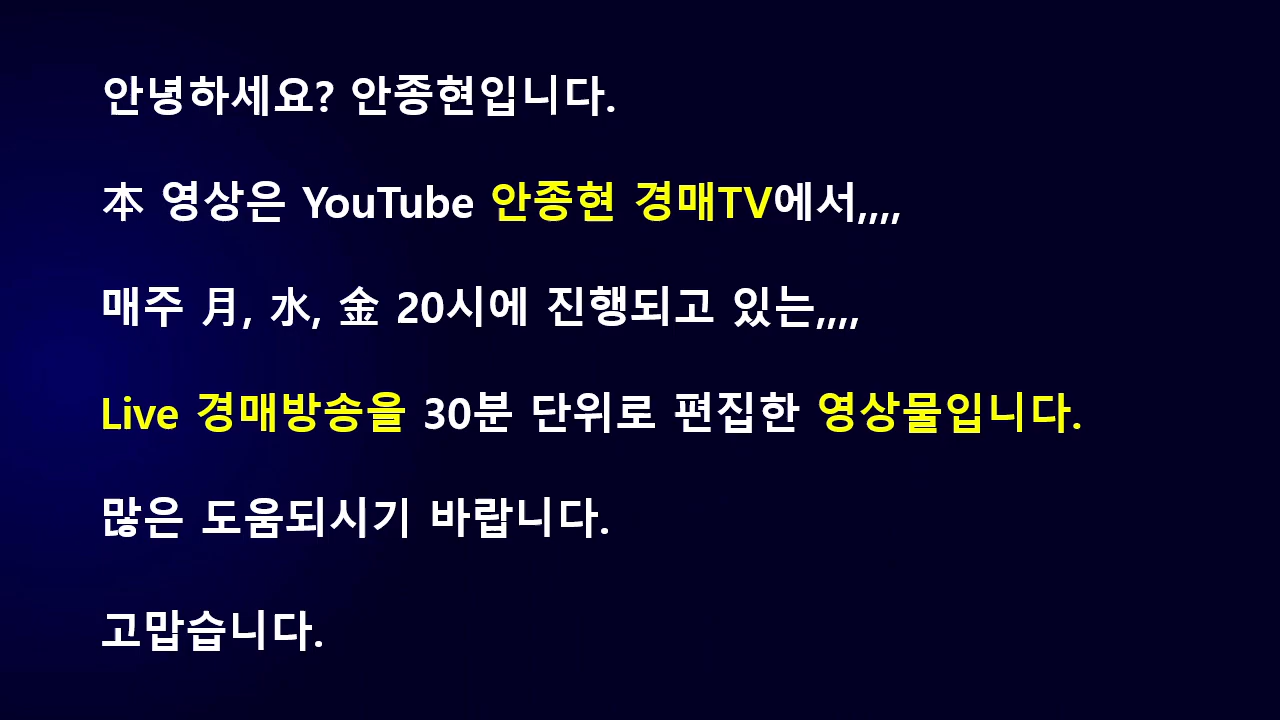 안녕하세요? 안종현입니다.
本 영상은 YouTube 안종현 경매TV에서,,,,
매주 月, 水, 金 20시에 진행되고 있는,,,,
Live 경매방송을 30분 단위로 편집한 영상물입니다.
많은 도움되시기 바랍니다.
고맙습니다.